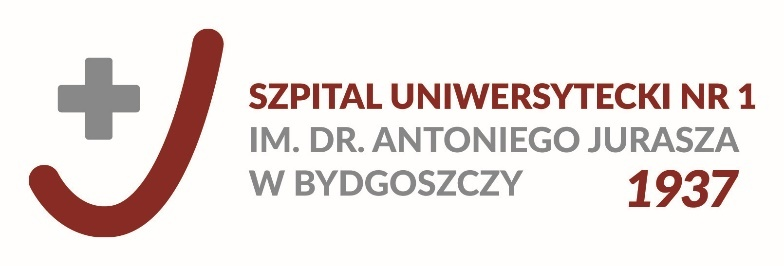 SZPITAL UNIWERSYTECKI NR 1
IM. DR. ANTONIEGO JURASZA
W BYDGOSZCZY
1937